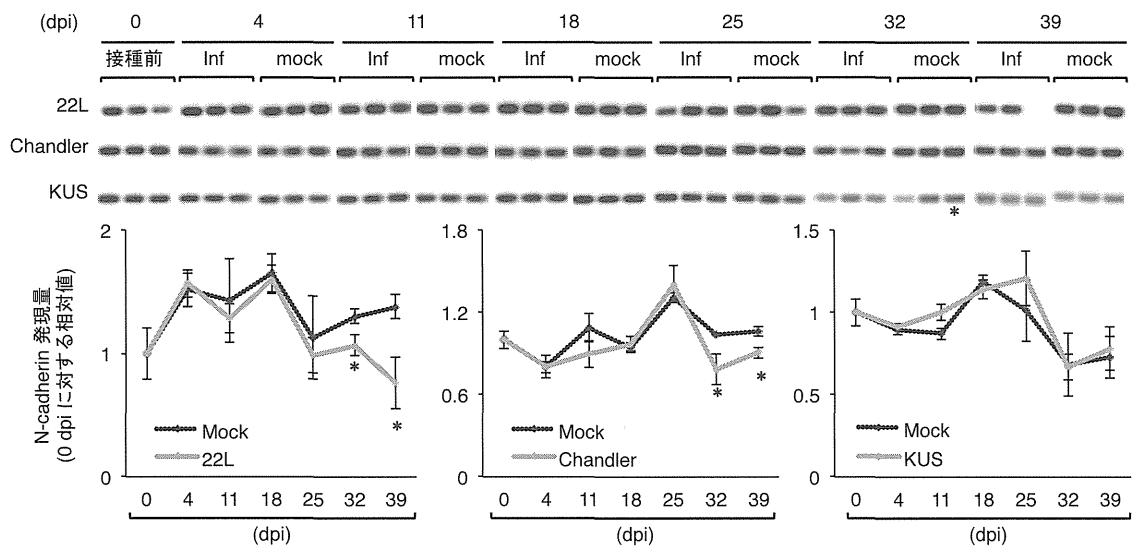 (dpi) 0 4 11 18 25 32 39
接種前 Inf mock Inf mock Inf mock Inf mock Inf mock Inf mock
22L
Chandler
KUS
*
N-cadherin 発現量
(0 dpi に対する相対値)
2
1
0
* *
Mock
22L
0 4 11 18 25 32 39
(dpi)
1.8
1.2
0.6
0
* *
Mock
Chandler
0 4 11 18 25 32 39
(dpi)
1.5
1.0
0.5
0
Mock
KUS
0 4 11 18 25 32 39
(dpi)